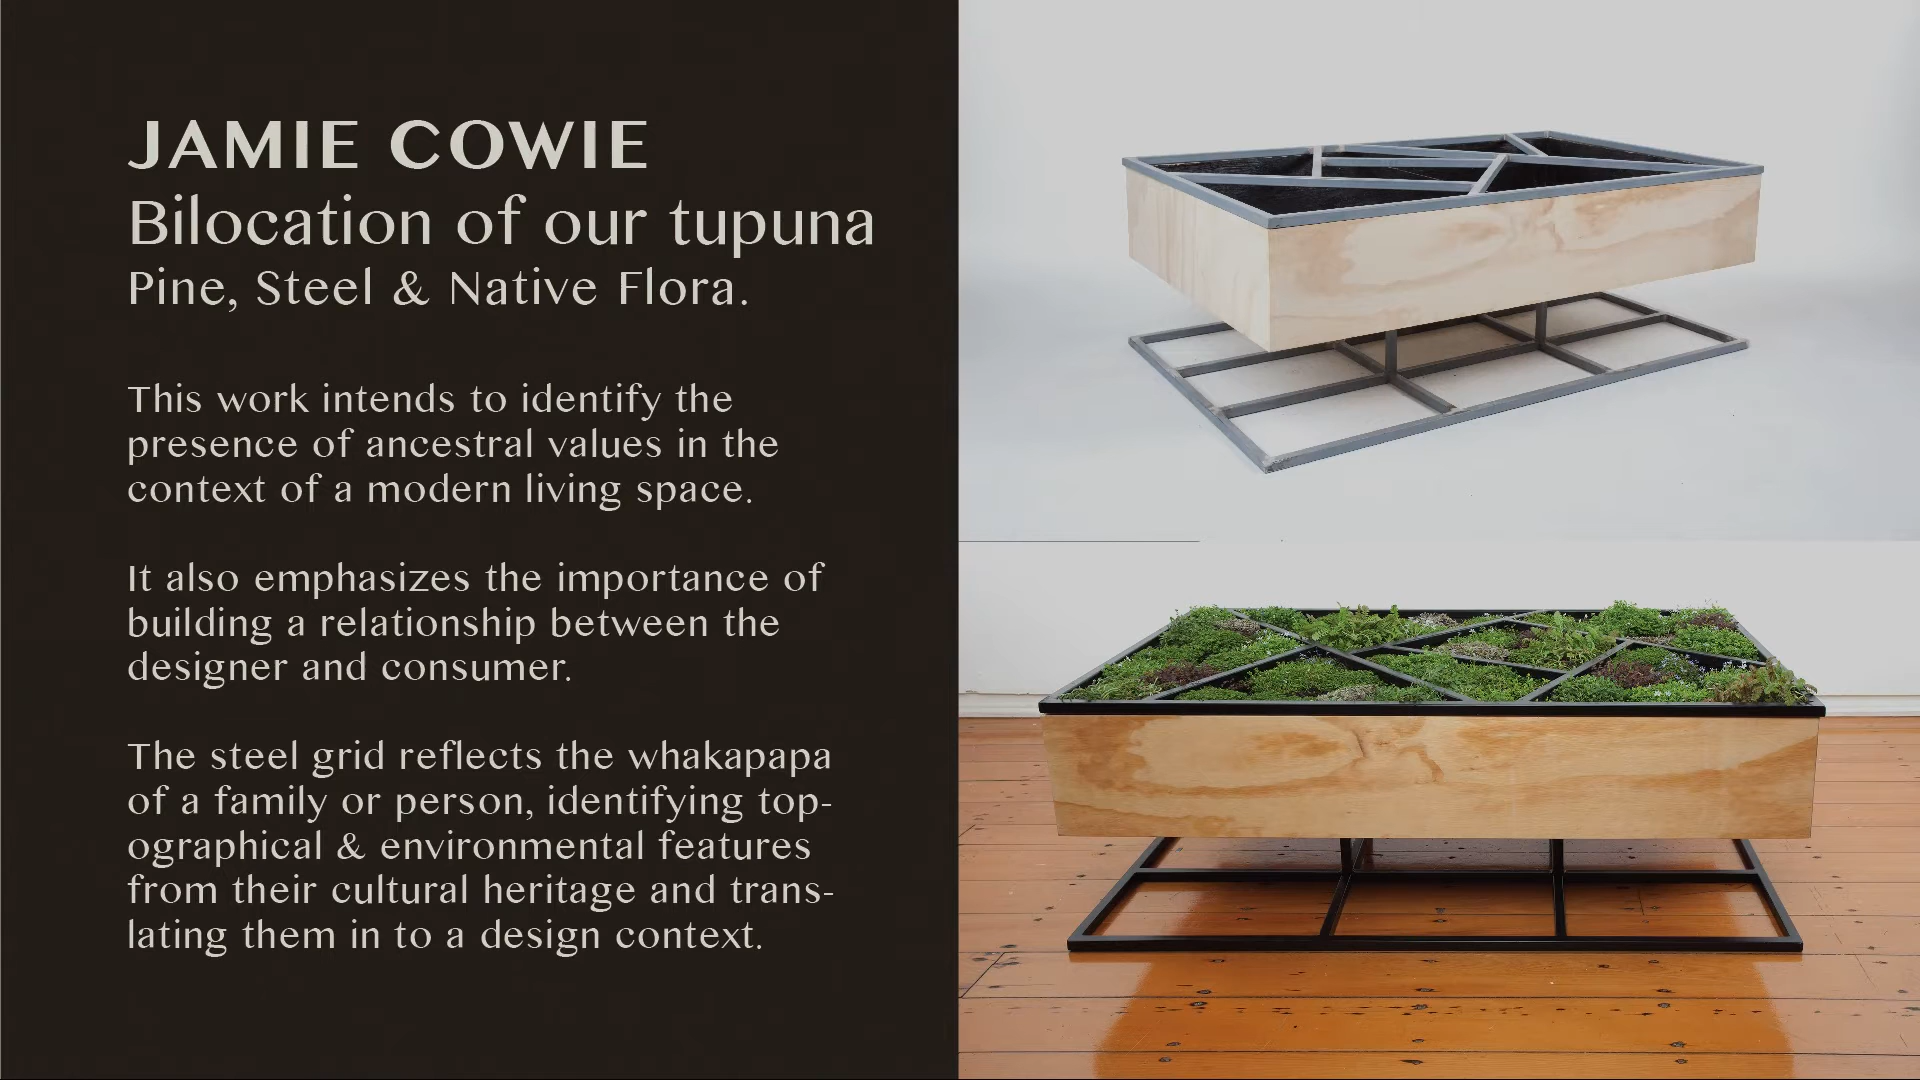 JAMIE COWIE
Bilocation of our tupuna
Pine, Steel & Native Flora.
This work intends to identify the
presence of ancestral values in the
context of a modern living space.
It also emphasizes the importance of
building a relationship between the
designer and consumer.
The steel grid reflects the whakapapa
of a family or person, identifying top-
ographical & environmental features
from their cultural heritage and trans-
lating them in to a design context.